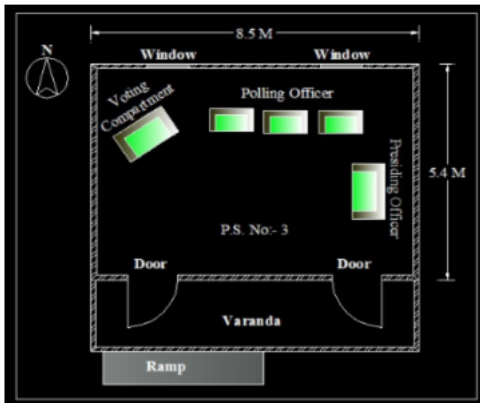 8.5 M
N
Window
Window
Voting
Compartment
Polling Officer
Presiding Officer
5.4 M
P.S. No:- 3
Door
Door
Varanda
Ramp